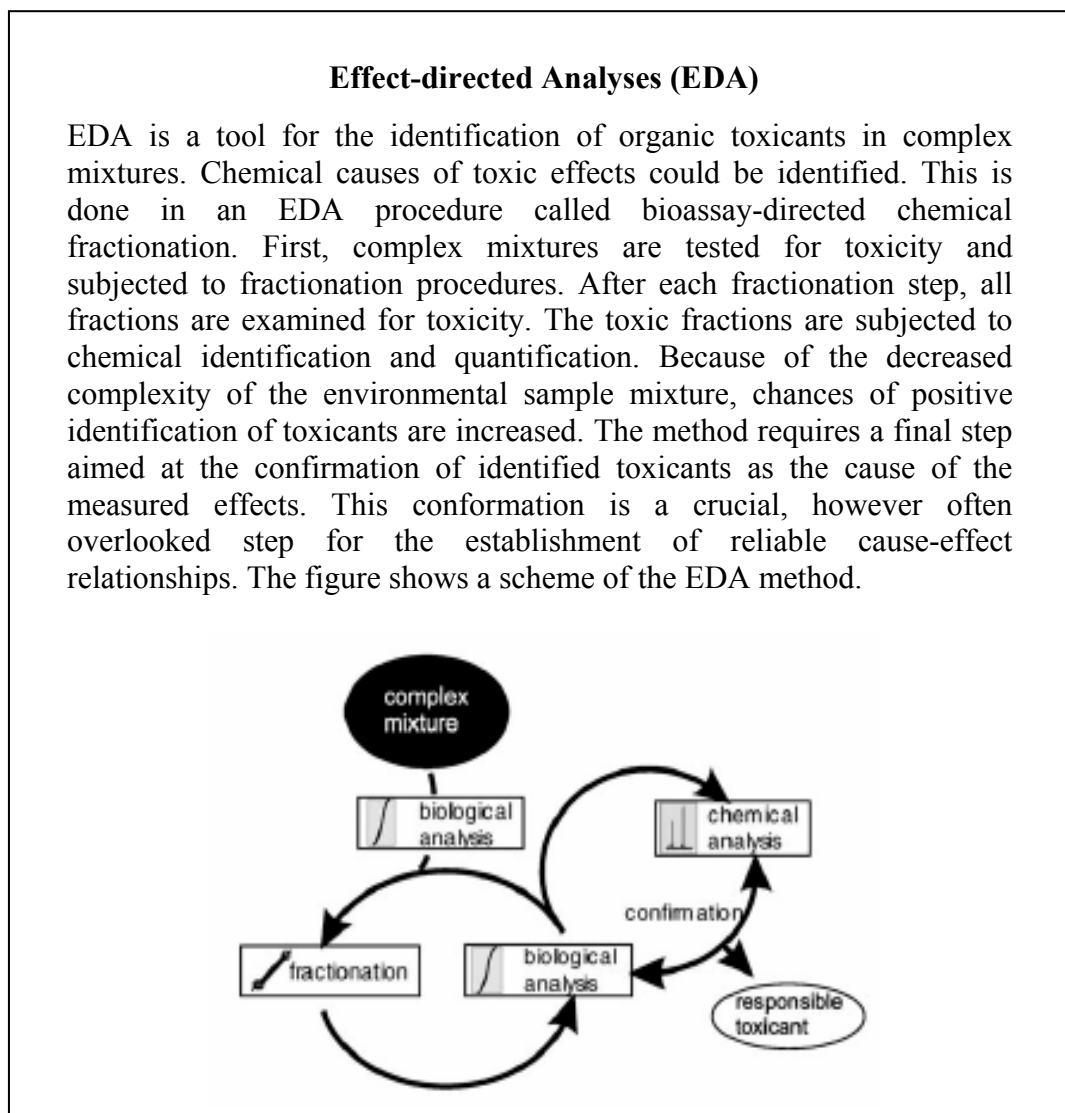 Effect-directed Analyses (EDA)
EDA is a tool for the identification of organic toxicants in complex
mixtures. Chemical causes of toxic effects could be identified. This is
done in an EDA procedure called bioassay-directed chemical
fractionation. First, complex mixtures are tested for toxicity and
subjected to fractionation procedures. After each fractionation step, all
fractions are examined for toxicity. The toxic fractions are subjected to
chemical identification and quantification. Because of the decreased
complexity of the environmental sample mixture, chances of positive
identification of toxicants are increased. The method requires a final step
aimed at the confirmation of identified toxicants as the cause of the
measured effects. This conformation is a crucial, however often
overlooked step for the establishment of reliable cause-effect
relationships. The figure shows a scheme of the EDA method.
complex
mixture
biological
analysis
chemical
analysis
confirmation
fractionation
biological
analysis
responsible
toxicant